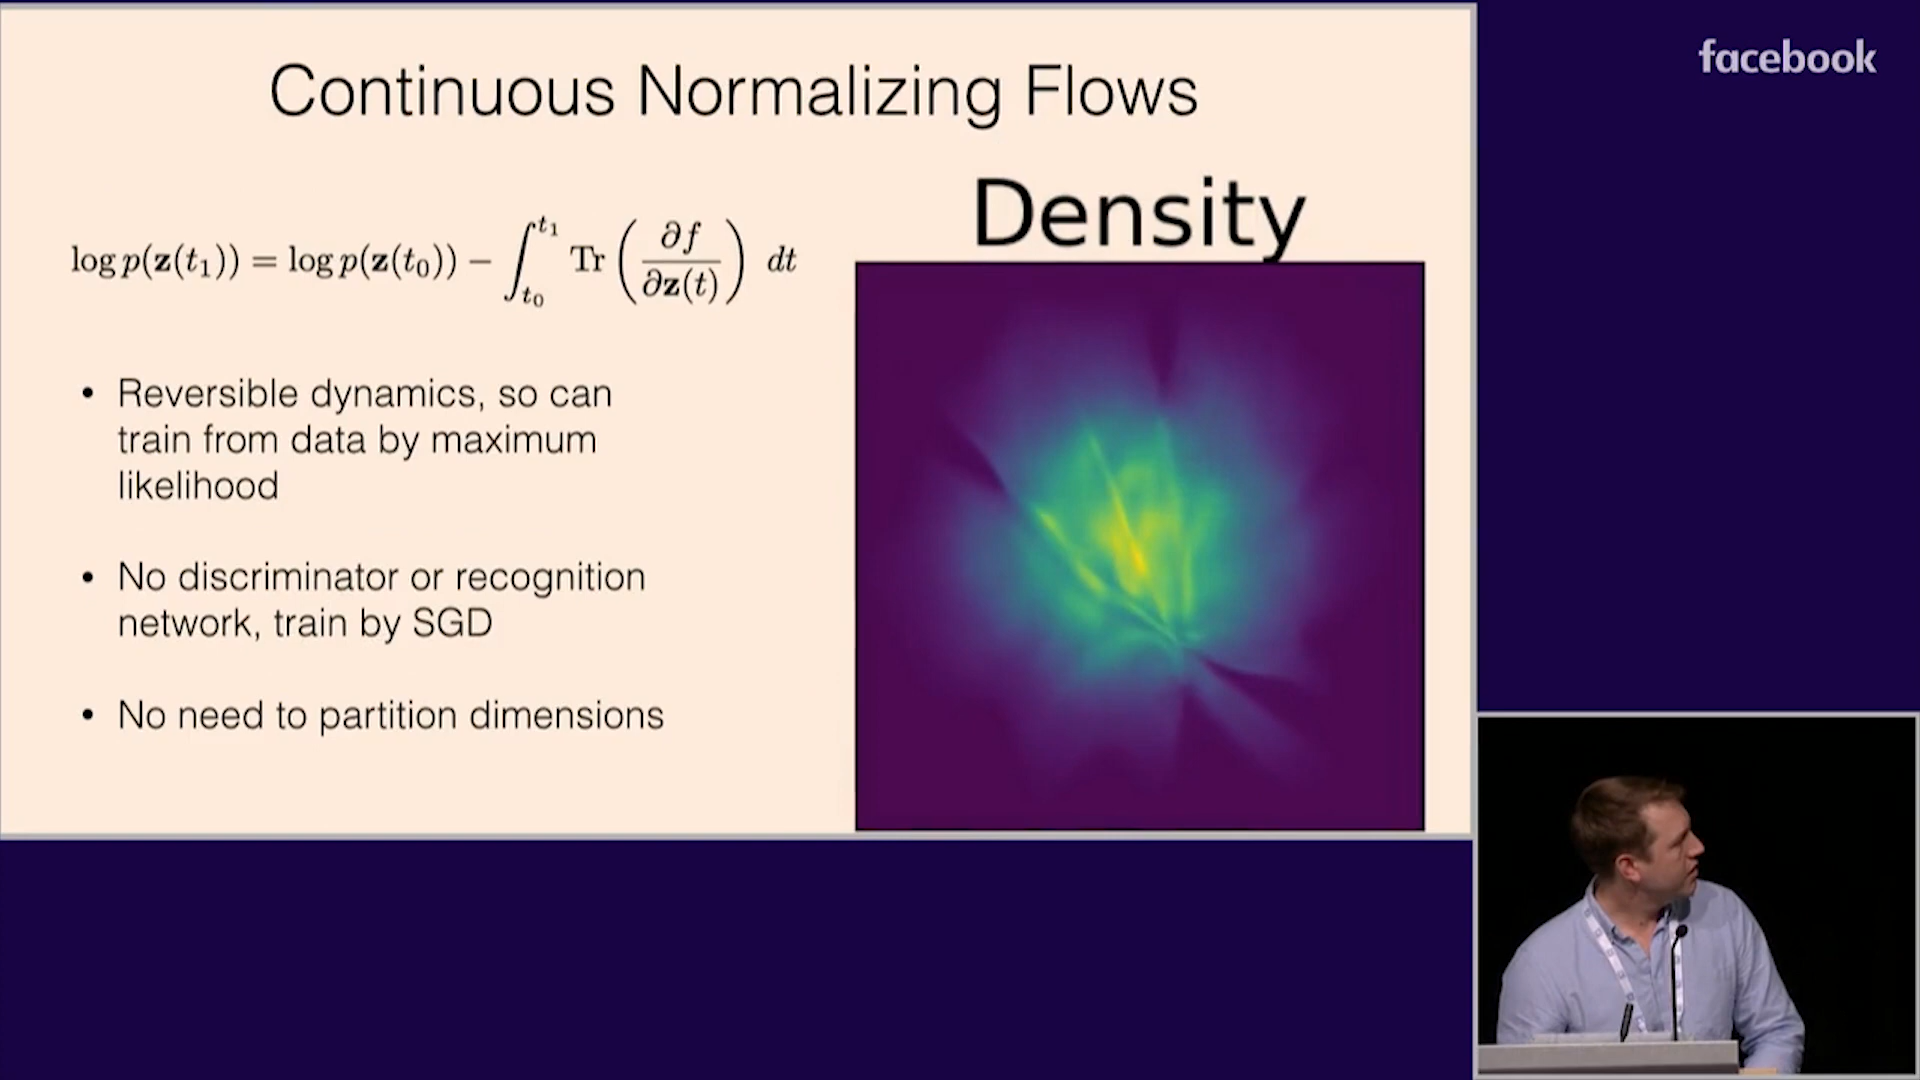 facebook
Continuous Normalizing Flows
Density
log p(𝐳(t₁)) = log p(𝐳(t₀)) − ∫_{t₀}^{t₁} Tr(∂f/∂𝐳(t)) dt
• Reversible dynamics, so can
train from data by maximum
likelihood
• No discriminator or recognition
network, train by SGD
• No need to partition dimensions